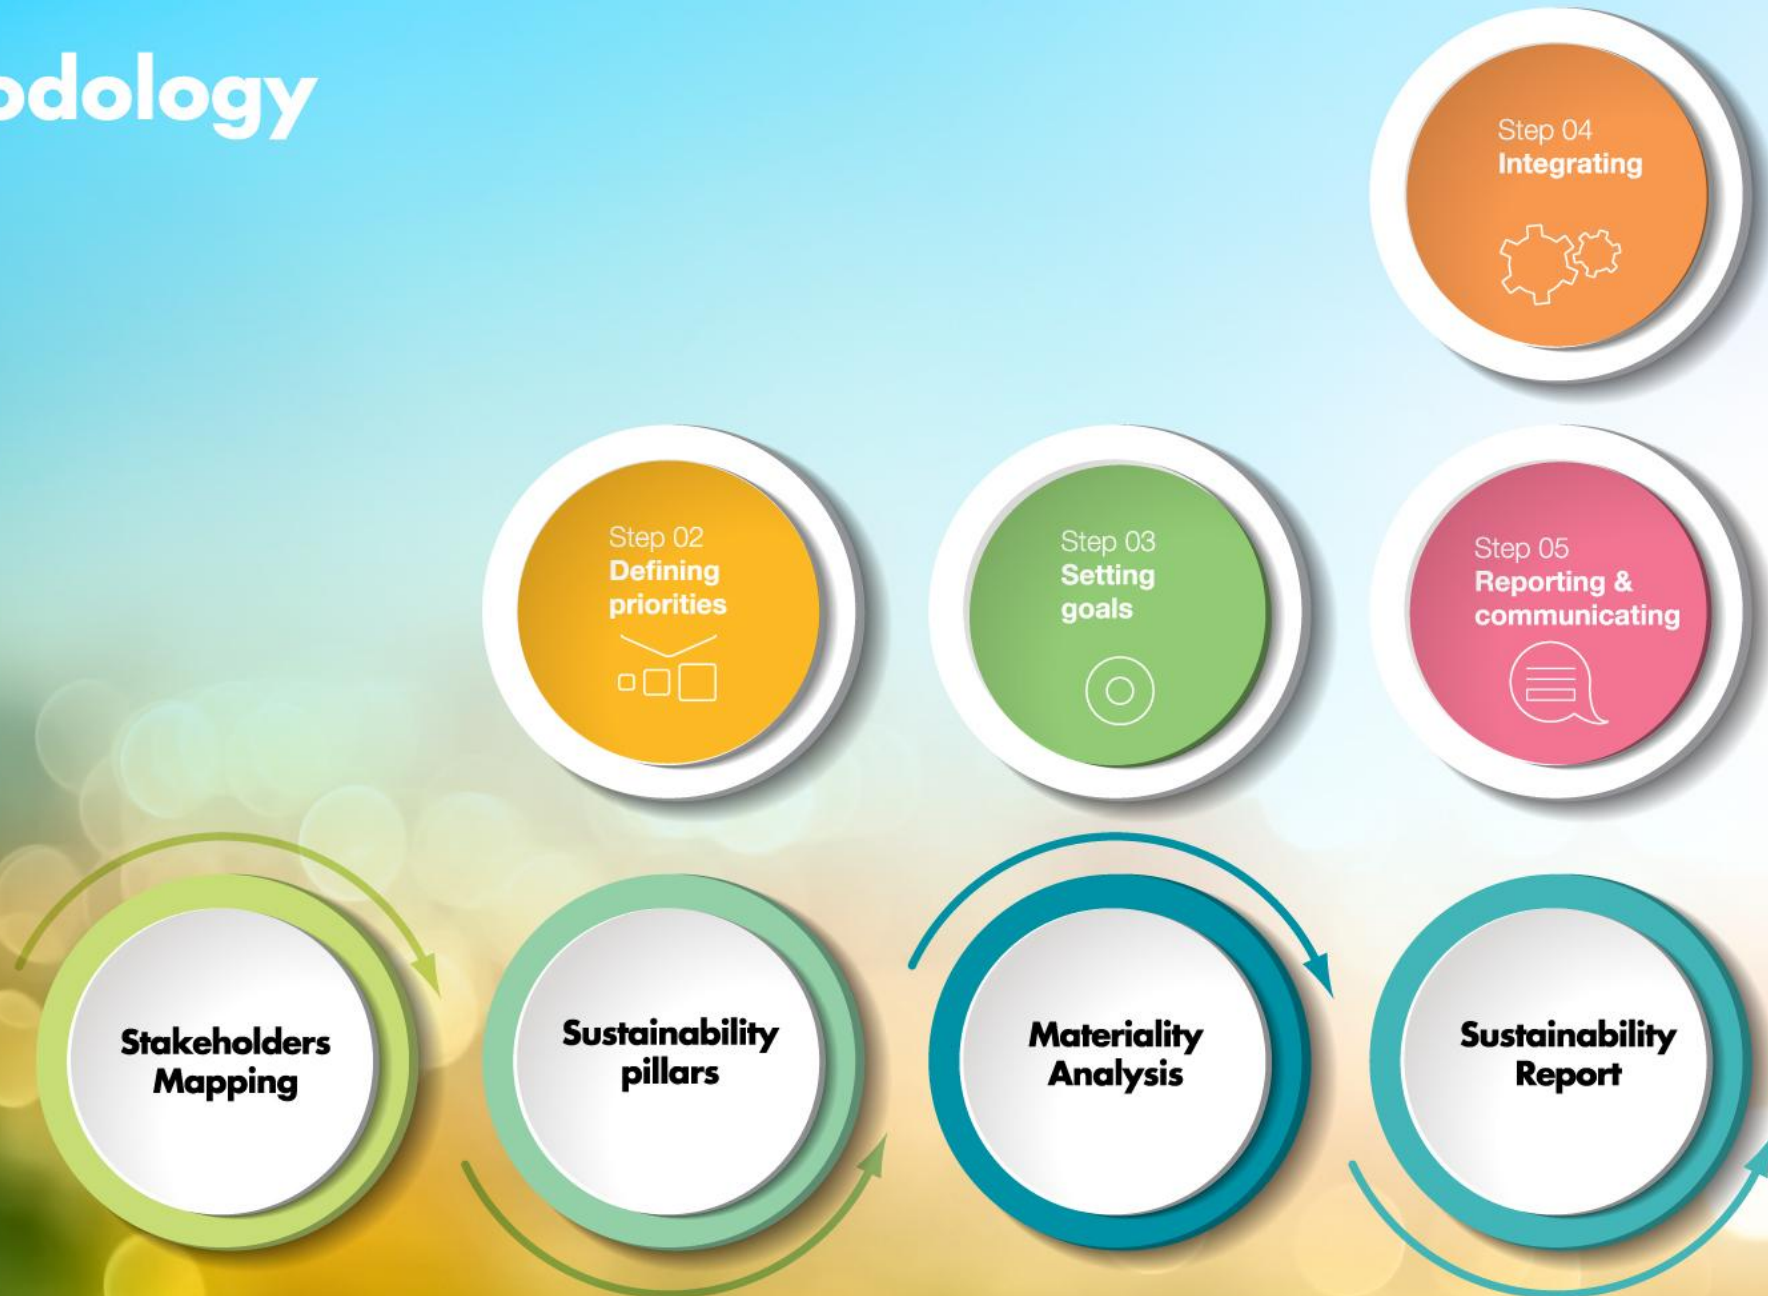 odology
Step 04
Integrating
Step 02
Defining
priorities
Step 03
Setting
goals
Step 05
Reporting &
communicating
Stakeholders
Mapping
Sustainability
pillars
Materiality
Analysis
Sustainability
Report